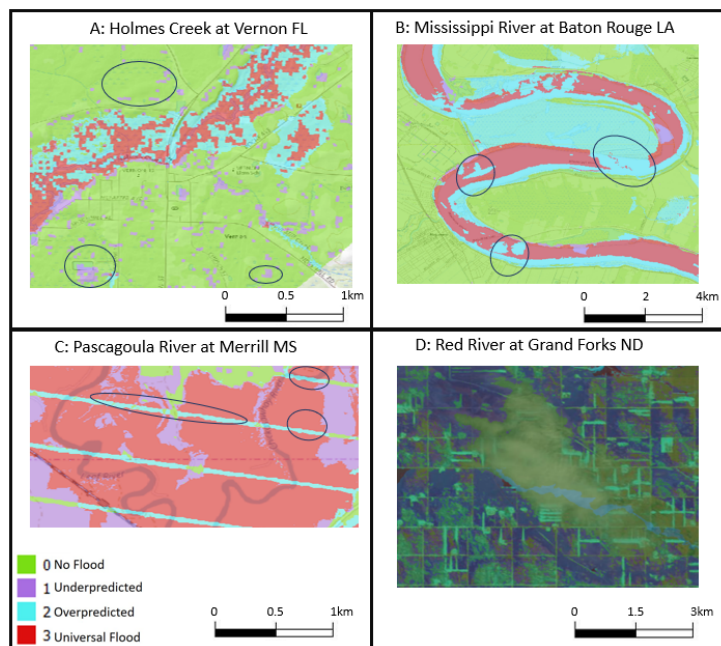 A: Holmes Creek at Vernon FL
0 0.5 1km
B: Mississippi River at Baton Rouge LA
0 2 4km
C: Pascagoula River at Merrill MS
0 No Flood
1 Underpredicted
2 Overpredicted
3 Universal Flood
0 0.5 1km
D: Red River at Grand Forks ND
0 1.5 3km